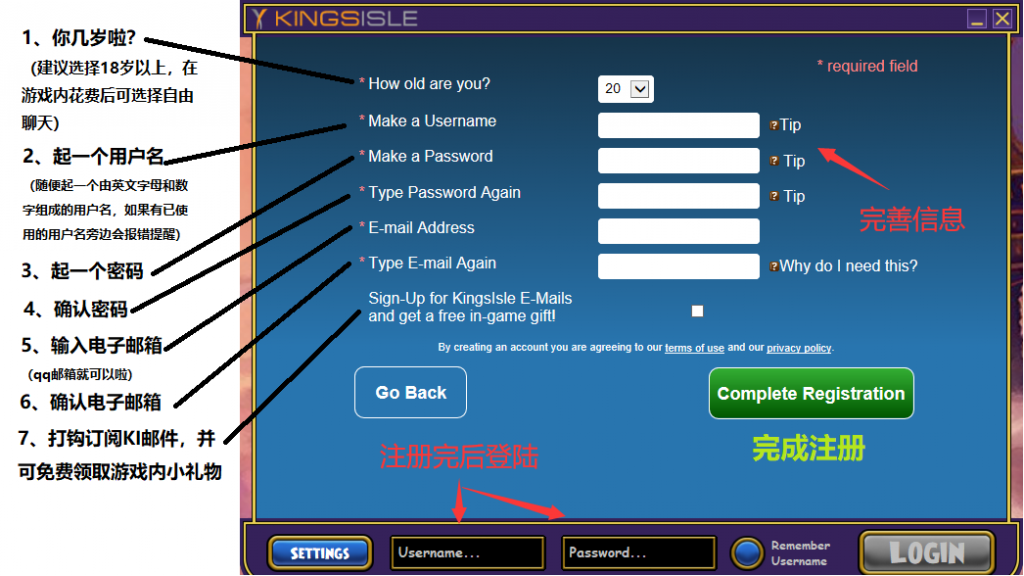 1、你几岁啦?
（建议选择18岁以上，在
游戏内花费后可选择自由
聊天）
2、起一个用户名
（随便起一个由英文字母和数
字组成的用户名，如果有已使
用的用户名旁边会报错提醒）
3、起一个密码
4、确认密码
5、输入电子邮箱
（qq邮箱就可以啦）
6、确认电子邮箱
7、打钩订阅KI邮件，并
可免费领取游戏内小礼物
KINGSISLE
* required field
* How old are you?
20
* Make a Username
? Tip
* Make a Password
? Tip
* Type Password Again
? Tip
完善信息
* E-mail Address
* Type E-mail Again
? Why do I need this?
Sign-Up for KingsIsle E-Mails
and get a free in-game gift!
By creating an account you are agreeing to our terms of use and our privacy policy.
Go Back
Complete Registration
完成注册
注册完后登陆
SETTINGS
Username...
Password...
Remember
Username
LOGIN